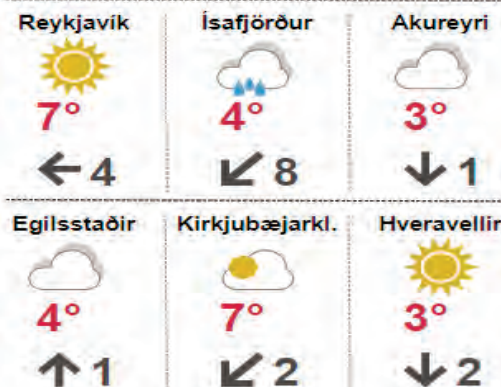 Reykjavík Ísafjörður Akureyri
7° 4° 3°
4 8 1
Egilsstaðir Kirkjubæjarkl. Hveravellir
4° 7° 3°
1 2 2